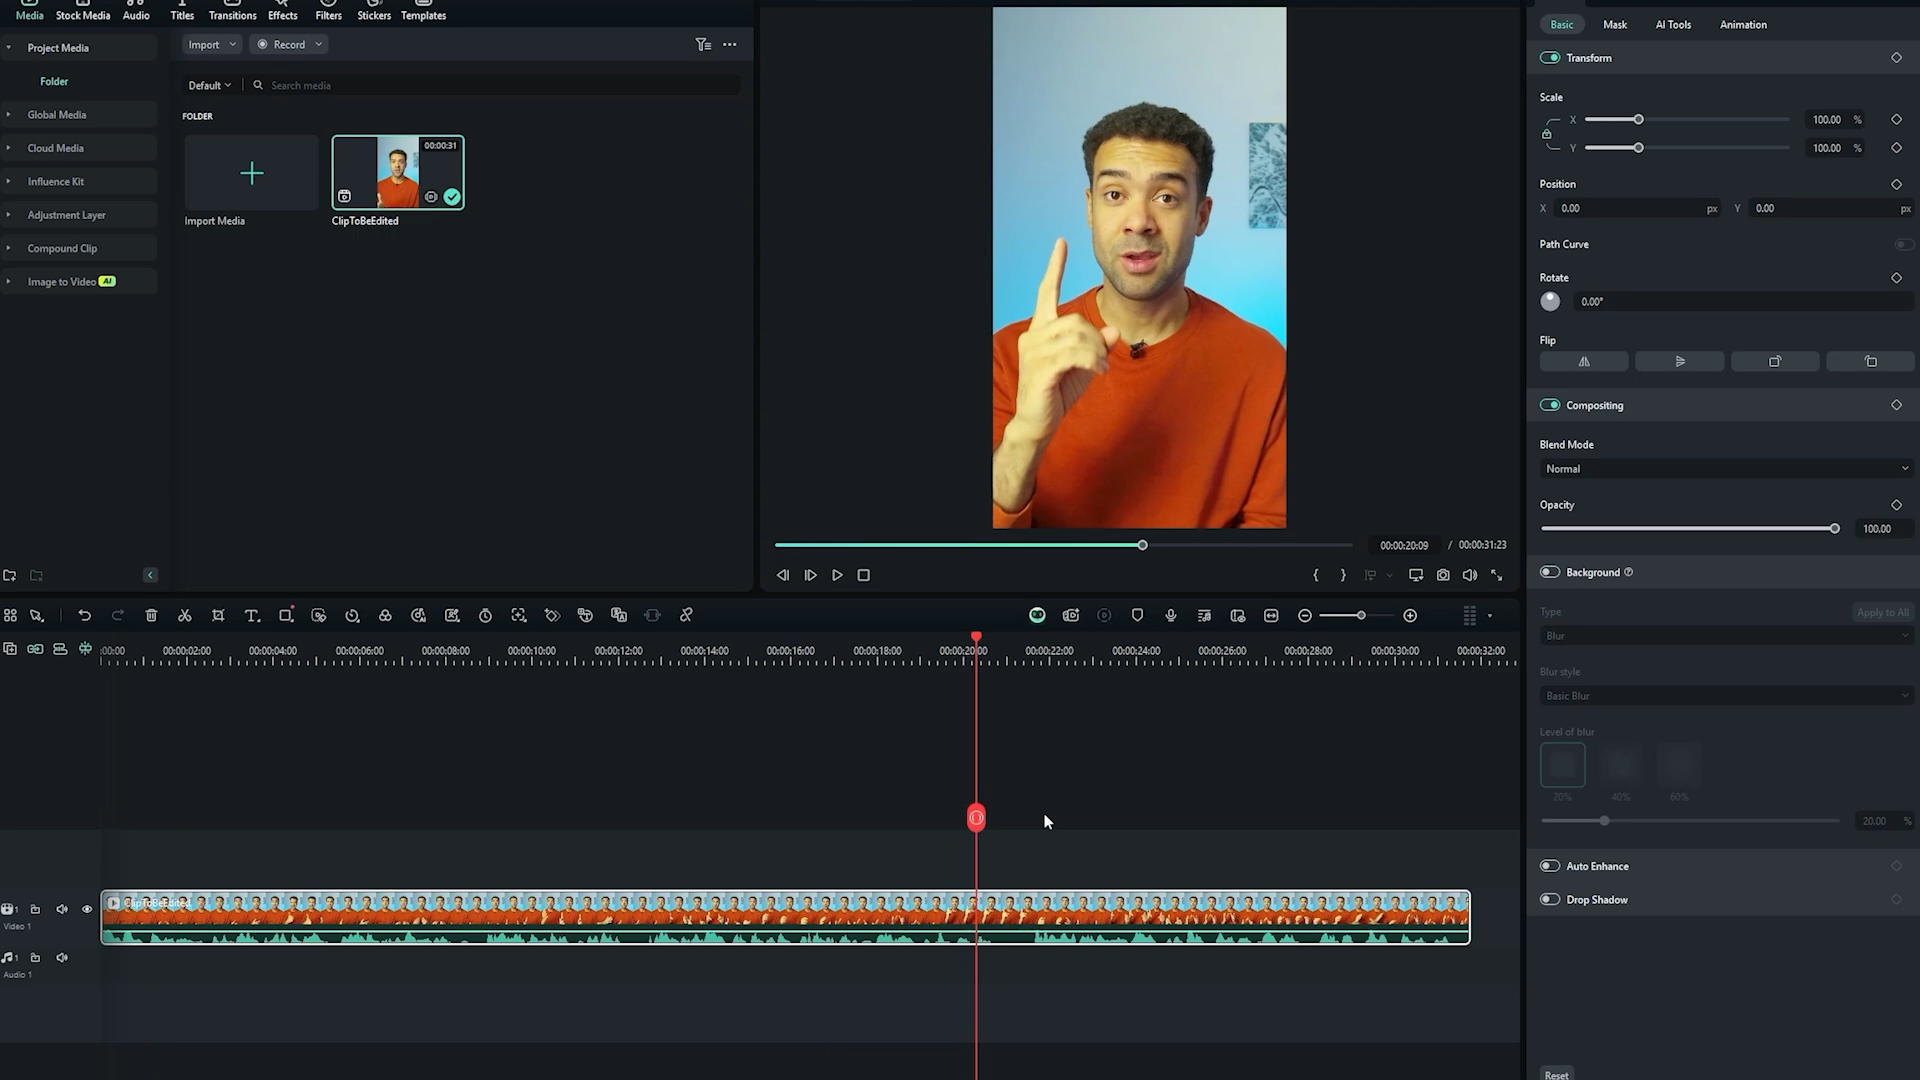 Media Stock Media Audio Titles Transitions Effects Filters Stickers Templates
Project Media
Folder
Global Media
Cloud Media
Influence Kit
Adjustment Layer
Compound Clip
Image to Video AI
Import Record
Default Search media
FOLDER
00:00:31
Import Media ClipToBeEdited
00:00:20:09 / 00:00:31:23
Basic Mask AI Tools Animation
Transform
Scale
X 100.00 %
Y 100.00 %
Position
X 0.00 px Y 0.00 px
Path Curve
Rotate
0.00°
Flip
Compositing
Blend Mode
Normal
Opacity
100.00
Background
Type Apply to All
Blur
Blur style
Basic Blur
Level of blur
20% 40% 60%
20.00 %
Auto Enhance
Drop Shadow
Reset
:00:00 00:00:02:00 00:00:04:00 00:00:06:00 00:00:08:00 00:00:10:00 00:00:12:00 00:00:14:00 00:00:16:00 00:00:18:00 00:00:20:00 00:00:22:00 00:00:24:00 00:00:26:00 00:00:28:00 00:00:30:00 00:00:32:00
ClipToBeEdited
1
Video 1
1
Audio 1